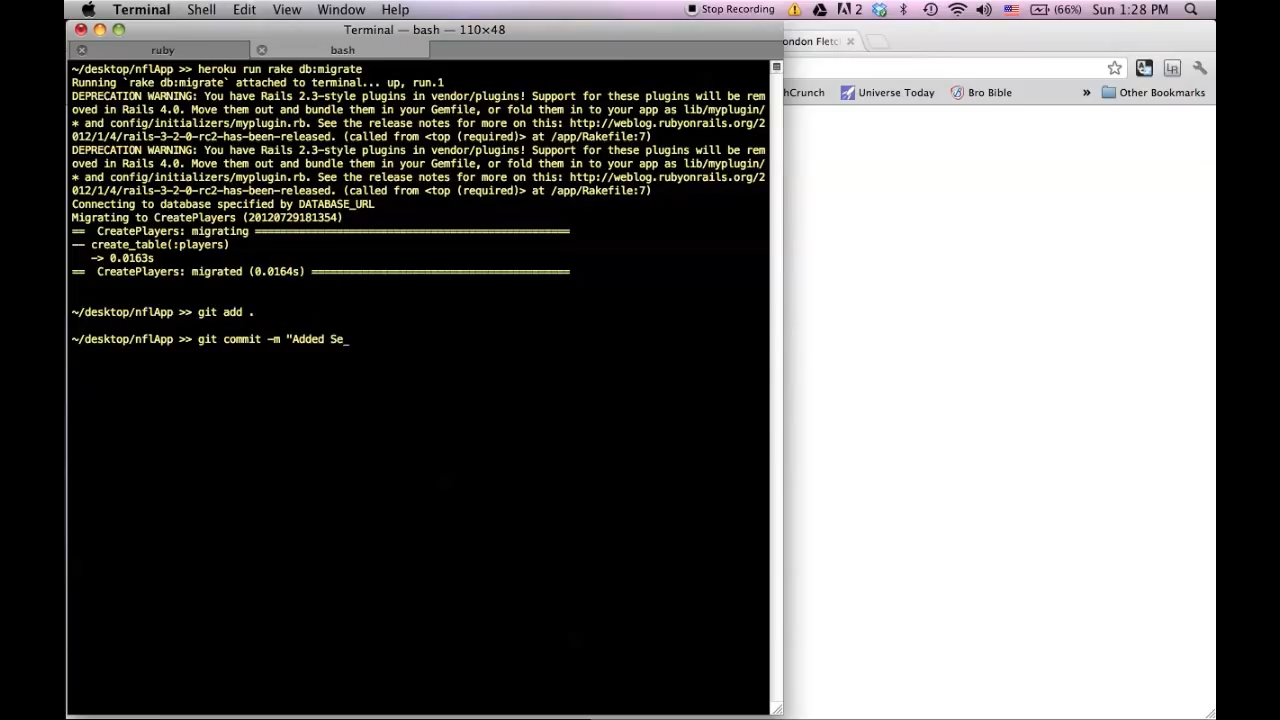 Terminal Shell Edit View Window Help Stop Recording 2 (66%) Sun 1:28 PM
Terminal — bash — 110×48
ondon Fletc
ruby bash
~/desktop/nflApp >> heroku run rake db:migrate
Running `rake db:migrate` attached to terminal... up, run.1
DEPRECATION WARNING: You have Rails 2.3-style plugins in vendor/plugins! Support for these plugins will be rem
oved in Rails 4.0. Move them out and bundle them in your Gemfile, or fold them in to your app as lib/myplugin/
* and config/initializers/myplugin.rb. See the release notes for more on this: http://weblog.rubyonrails.org/2
012/1/4/rails-3-2-0-rc2-has-been-released. (called from <top (required)> at /app/Rakefile:7)
DEPRECATION WARNING: You have Rails 2.3-style plugins in vendor/plugins! Support for these plugins will be rem
oved in Rails 4.0. Move them out and bundle them in your Gemfile, or fold them in to your app as lib/myplugin/
* and config/initializers/myplugin.rb. See the release notes for more on this: http://weblog.rubyonrails.org/2
012/1/4/rails-3-2-0-rc2-has-been-released. (called from <top (required)> at /app/Rakefile:7)
Connecting to database specified by DATABASE_URL
Migrating to CreatePlayers (20120729181354)
==  CreatePlayers: migrating ==================================================
-- create_table(:players)
   -> 0.0163s
==  CreatePlayers: migrated (0.0164s) =========================================
~/desktop/nflApp >> git add .
~/desktop/nflApp >> git commit -m "Added Se_
LR
chCrunch Universe Today Bro Bible » Other Bookmarks